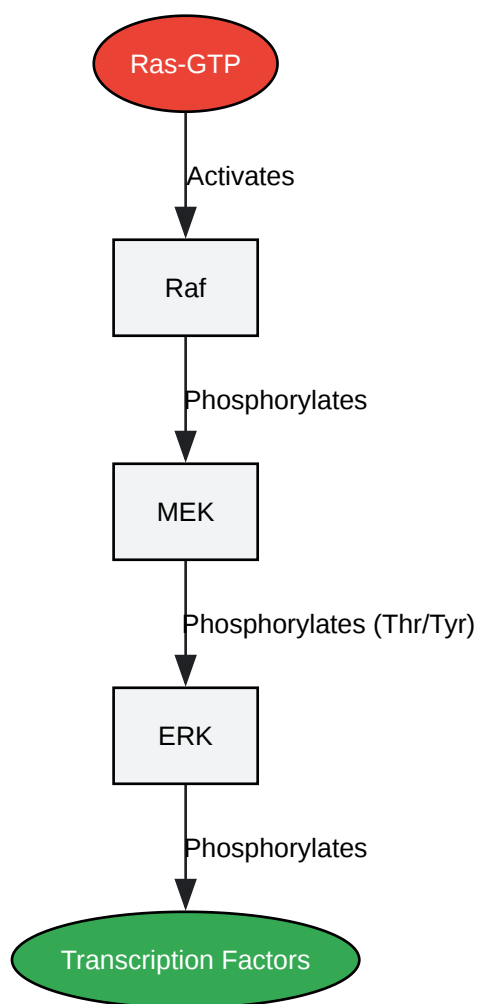 Ras-GTP
Activates
Raf
Phosphorylates
MEK
Phosphorylates (Thr/Tyr)
ERK
Phosphorylates
Transcription Factors